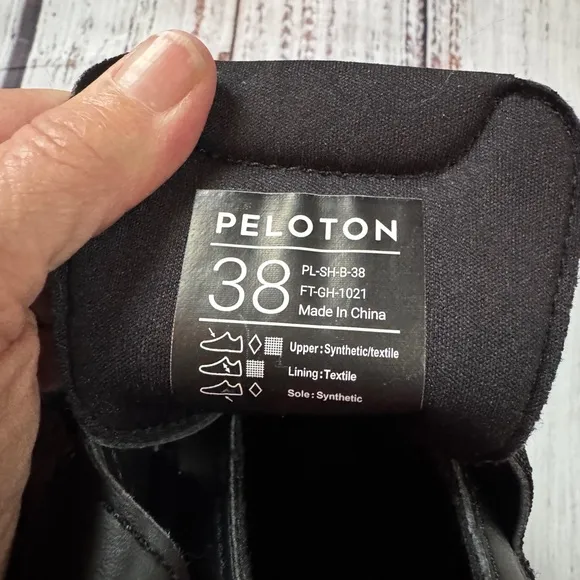 PELOTON
38
PL-SH-B-38
FT-GH-1021
Made In China
Upper:Synthetic/textile
Lining:Textile
Sole:Synthetic